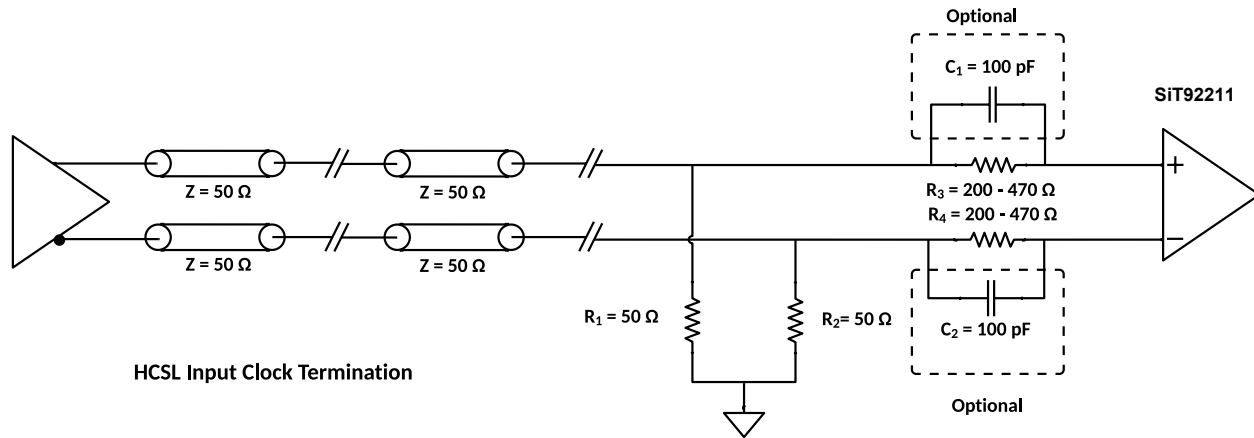 Optional
C₁ = 100 pF
SiT92211
Z = 50 Ω
Z = 50 Ω
+
R₃ = 200 - 470 Ω
R₄ = 200 - 470 Ω
−
Z = 50 Ω
Z = 50 Ω
R₁ = 50 Ω
R₂= 50 Ω
C₂ = 100 pF
HCSL Input Clock Termination
Optional